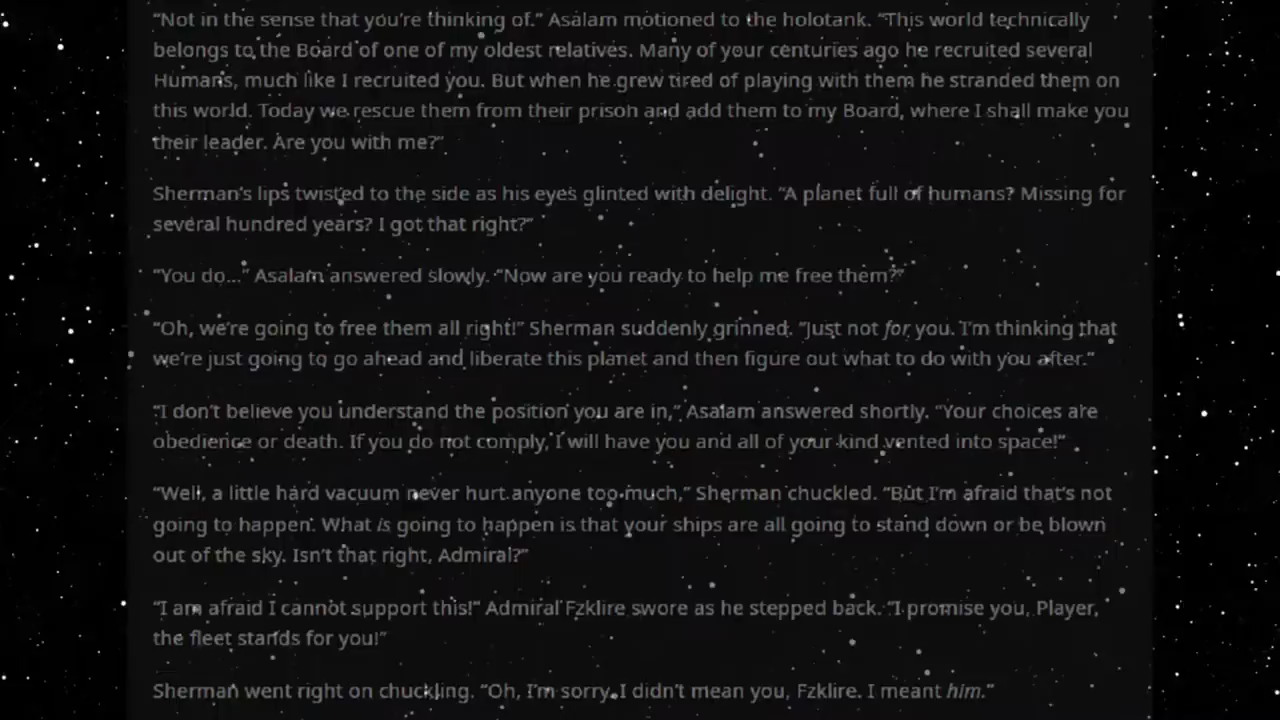 “Not in the sense that you’re thinking of.” Asalam motioned to the holotank. “This world technically
belongs to the Board of one of my oldest relatives. Many of your centuries ago he recruited several
Humans, much like I recruited you. But when he grew tired of playing with them he stranded them on
this world. Today we rescue them from their prison and add them to my Board, where I shall make you
their leader. Are you with me?”
Sherman’s lips twisted to the side as his eyes glinted with delight. “A planet full of humans? Missing for
several hundred years? I got that right?”
“You do...” Asalam answered slowly. “Now are you ready to help me free them?”
“Oh, we’re going to free them all right!” Sherman suddenly grinned. “Just not for you. I’m thinking that
we’re just going to go ahead and liberate this planet and then figure out what to do with you after.”
“I don’t believe you understand the position you are in,” Asalam answered shortly. “Your choices are
obedience or death. If you do not comply, I will have you and all of your kind vented into space!”
“Well, a little hard vacuum never hurt anyone too much,” Sherman chuckled. “But I’m afraid that’s not
going to happen. What is going to happen is that your ships are all going to stand down or be blown
out of the sky. Isn’t that right, Admiral?”
“I am afraid I cannot support this!” Admiral Fzklire swore as he stepped back. “I promise you, Player,
the fleet stands for you!”
Sherman went right on chuckling. “Oh, I’m sorry. I didn’t mean you, Fzklire. I meant him.”